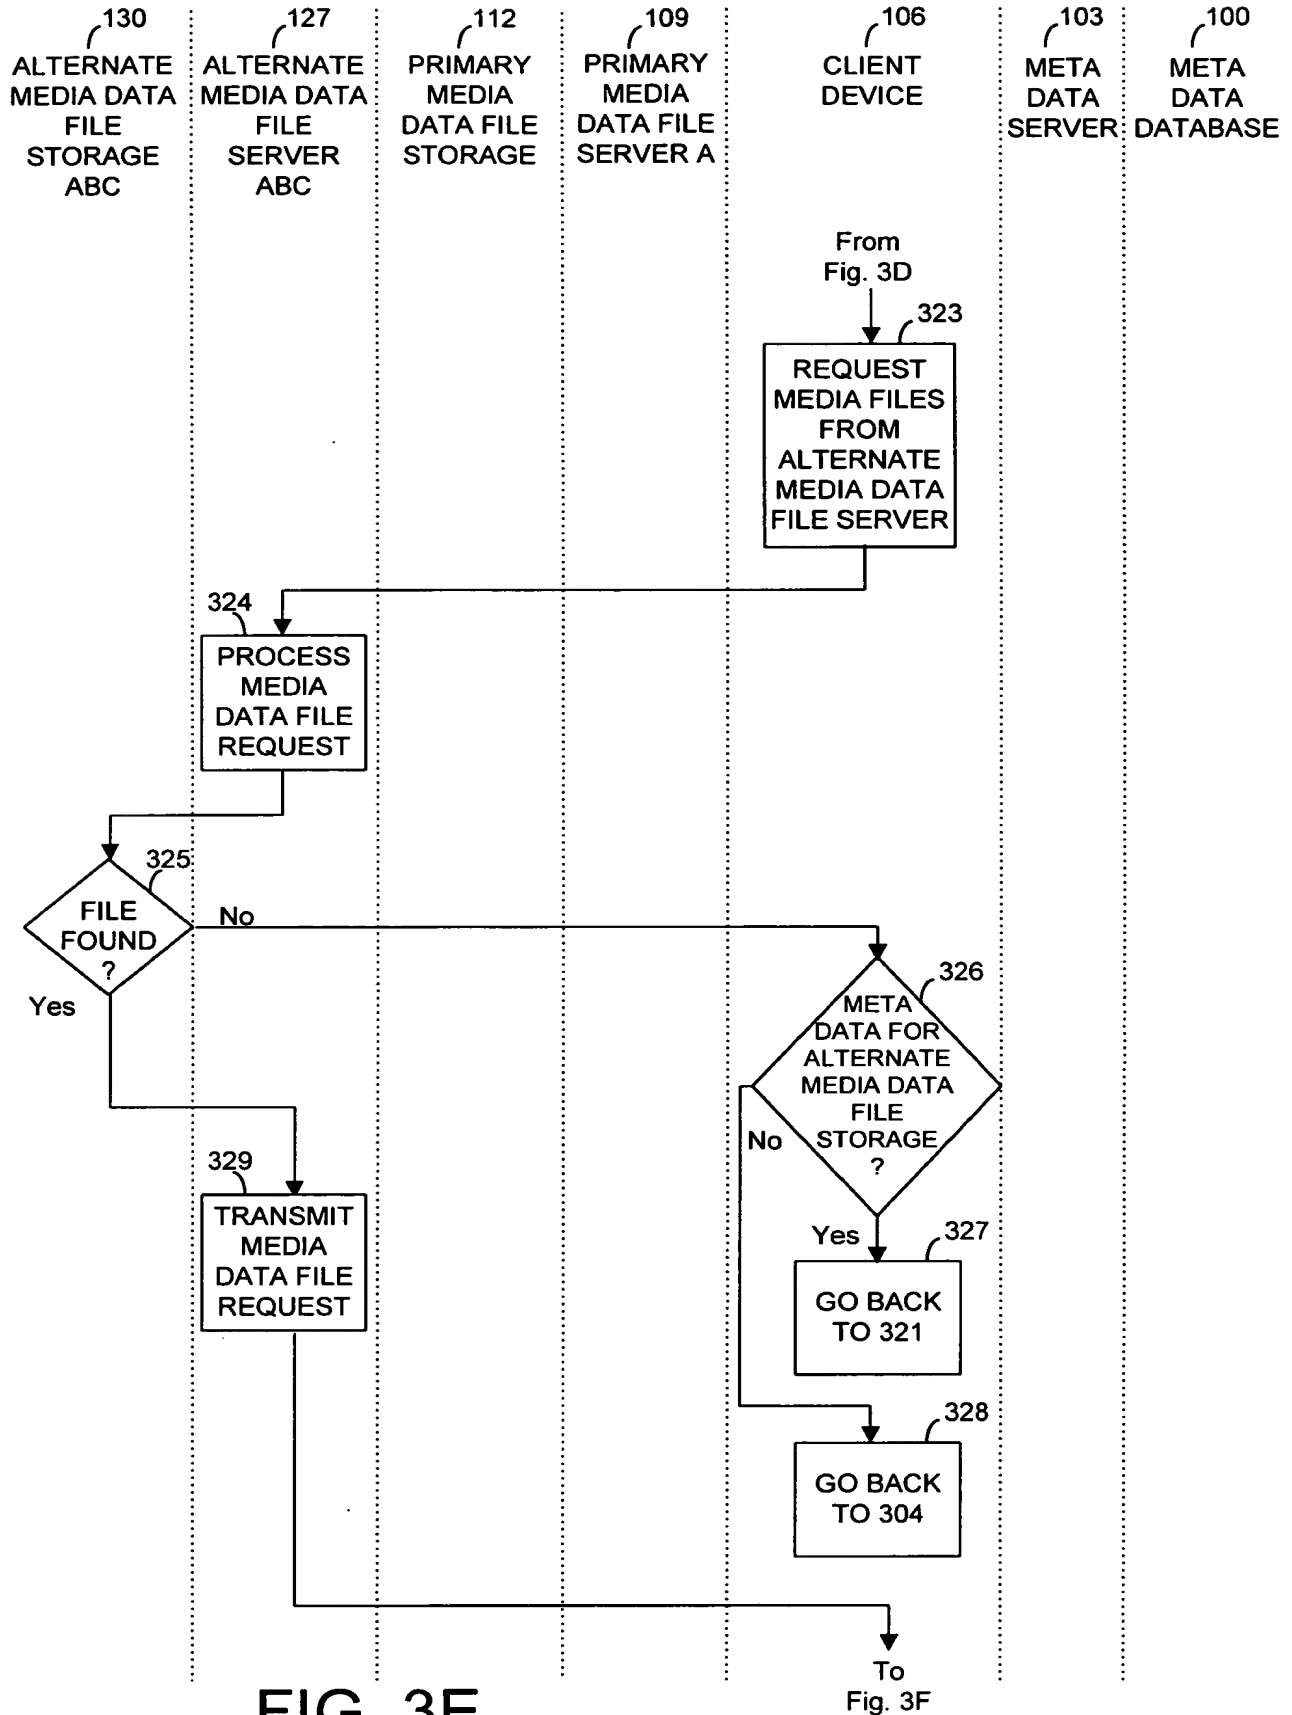 130
ALTERNATE
MEDIA DATA
FILE
STORAGE
ABC
127
ALTERNATE
MEDIA DATA
FILE
SERVER
ABC
112
PRIMARY
MEDIA
DATA FILE
STORAGE
109
PRIMARY
MEDIA
DATA FILE
SERVER A
106
CLIENT
DEVICE
103
META
DATA
SERVER
100
META
DATA
DATABASE
From
Fig. 3D
323
REQUEST
MEDIA FILES
FROM
ALTERNATE
MEDIA DATA
FILE SERVER
324
PROCESS
MEDIA
DATA FILE
REQUEST
325
FILE
FOUND
?
No
Yes
326
META
DATA FOR
ALTERNATE
MEDIA DATA
FILE
STORAGE
?
No
Yes
327
GO BACK
TO 321
328
GO BACK
TO 304
329
TRANSMIT
MEDIA
DATA FILE
REQUEST
To
Fig. 3F
FIG. 3E